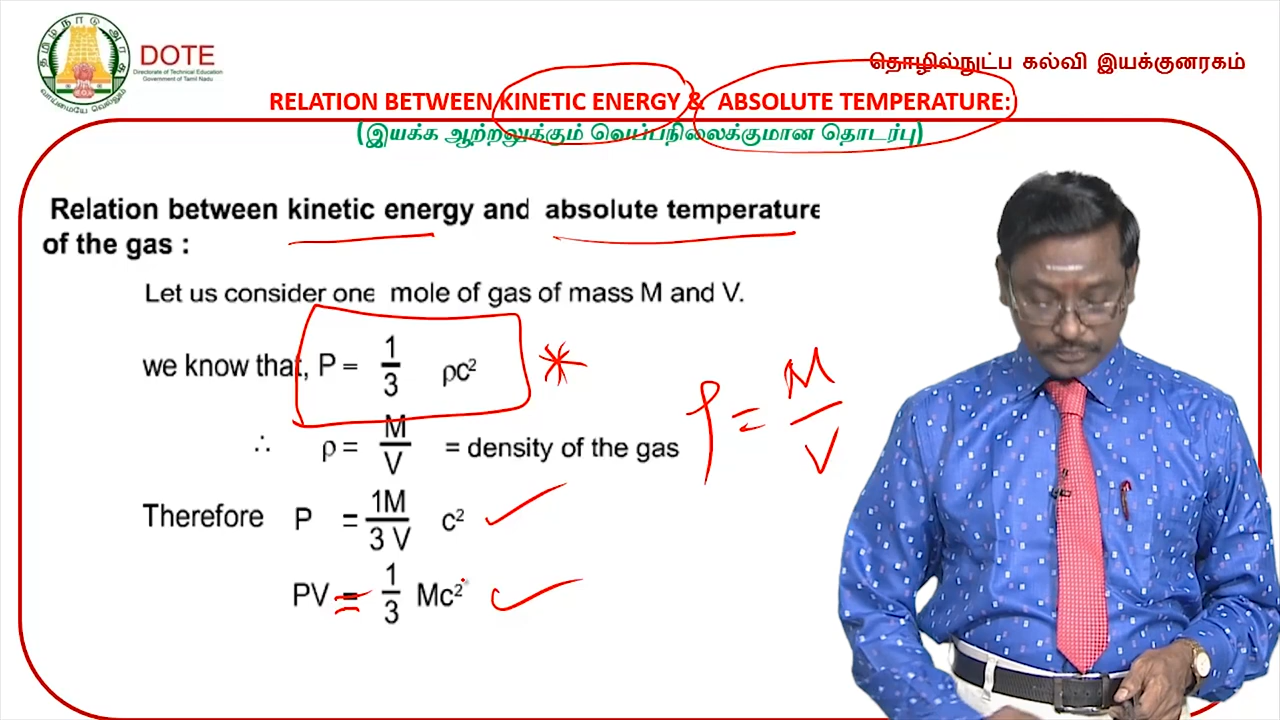 தமிழ்நாடு அரசு
வாய்மையே வெல்லும்
DOTE
Directorate of Technical Education
Government of Tamil Nadu
தொழில்நுட்ப கல்வி இயக்குனரகம்
RELATION BETWEEN KINETIC ENERGY & ABSOLUTE TEMPERATURE:
(இயக்க ஆற்றலுக்கும் வெப்பநிலைக்குமான தொடர்பு)
Relation between kinetic energy and absolute temperature
of the gas :
Let us consider one mole of gas of mass M and V.
we know that, P = 1/3 ρc²
∴ ρ = M/V = density of the gas
ρ = M/V
Therefore P = 1M/3 V c²
PV = 1/3 Mc²